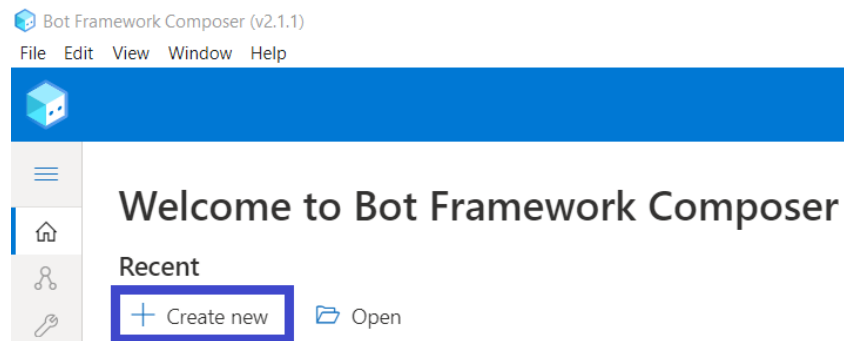 Bot Framework Composer (v2.1.1)
File Edit View Window Help
Welcome to Bot Framework Composer
Recent
Create new Open